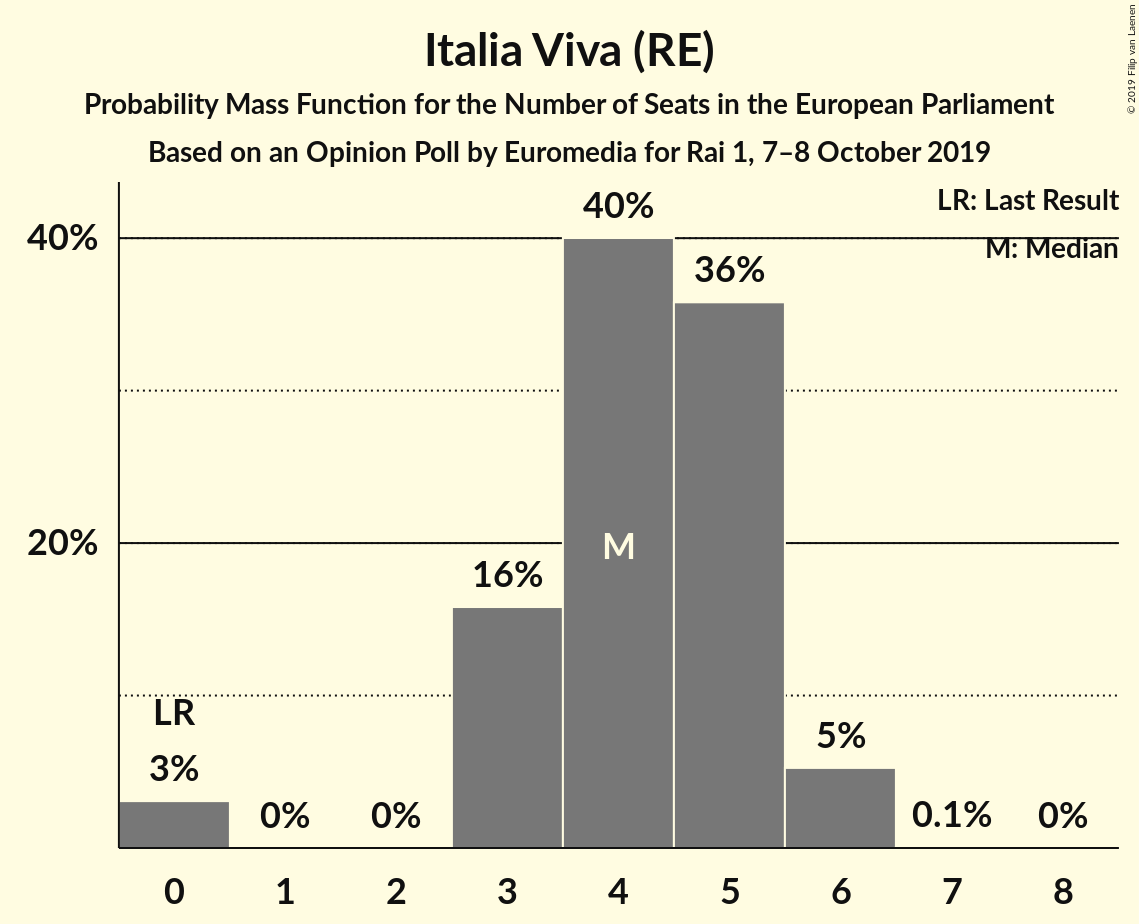 Italia Viva (RE)
Probability Mass Function for the Number of Seats in the European Parliament
Based on an Opinion Poll by Euromedia for Rai 1, 7–8 October 2019
© 2019 Filip van Laenen
LR: Last Result
M: Median
40%
20%
LR
3%
0%
0%
16%
40%
M
36%
5%
0.1%
0%
0 1 2 3 4 5 6 7 8